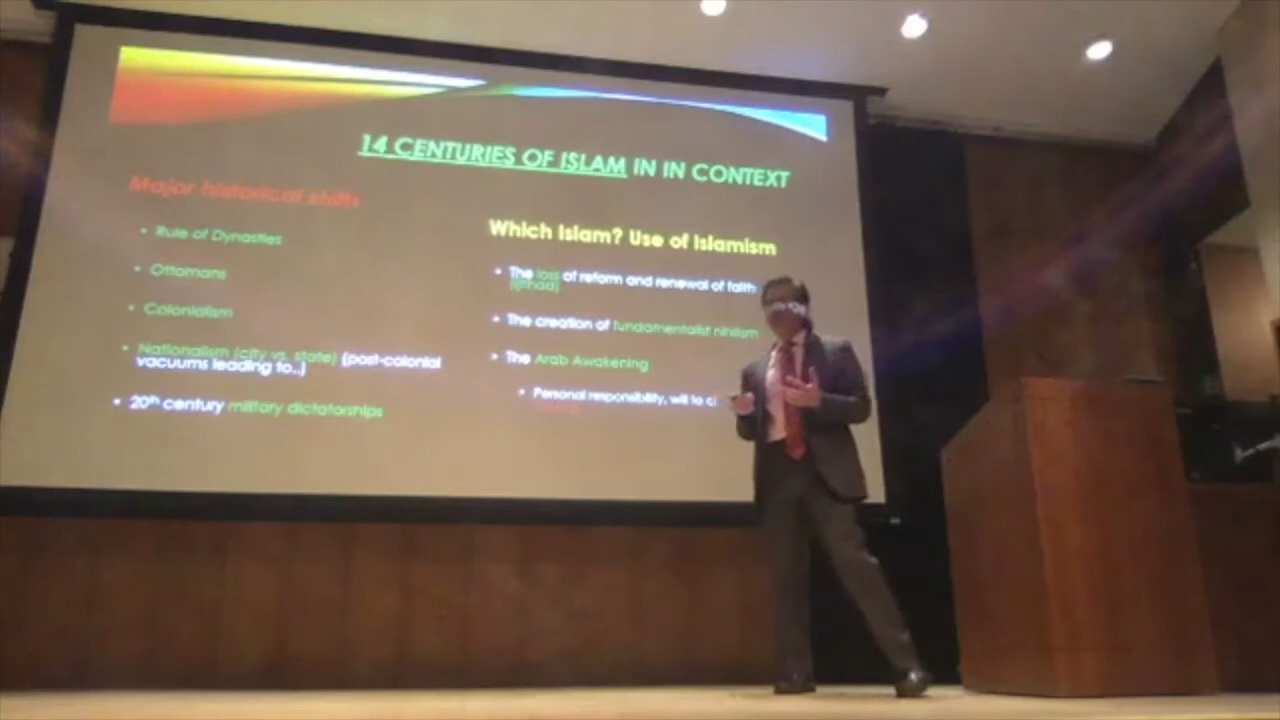 14 CENTURIES OF ISLAM IN IN CONTEXT
Major historical shifts
• Rule of Dynasties
• Ottomans
• Colonialism
• Nationalism (city vs. state) (post-colonial
vacuums leading to..)
• 20th century military dictatorships
Which Islam? Use of Islamism
• The loss of reform and renewal of faith
(ijtihad)
• The creation of fundamentalist nihilism
• The Arab Awakening
• Personal responsibility, will to